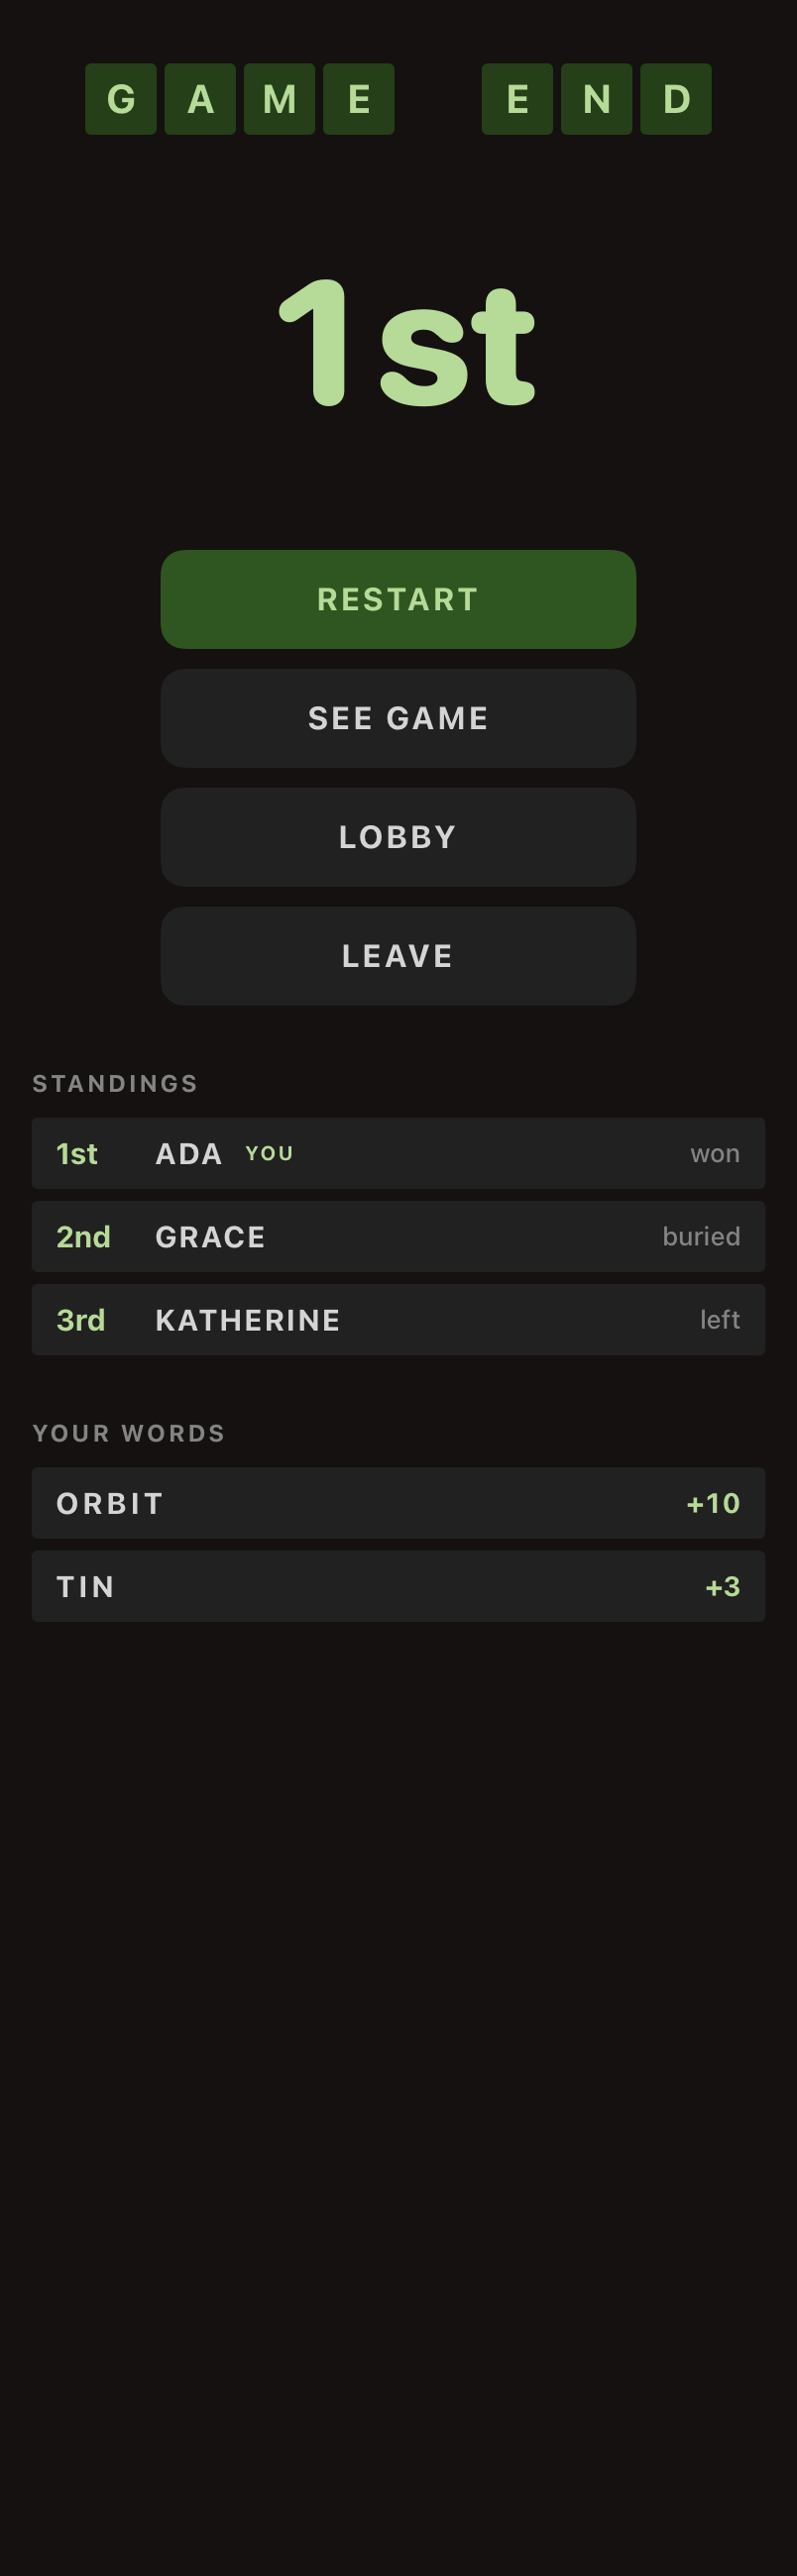 GAME END
1st
RESTART
SEE GAME
LOBBY
LEAVE
STANDINGS
1st ADA YOU won
2nd GRACE buried
3rd KATHERINE left
YOUR WORDS
ORBIT +10
TIN +3